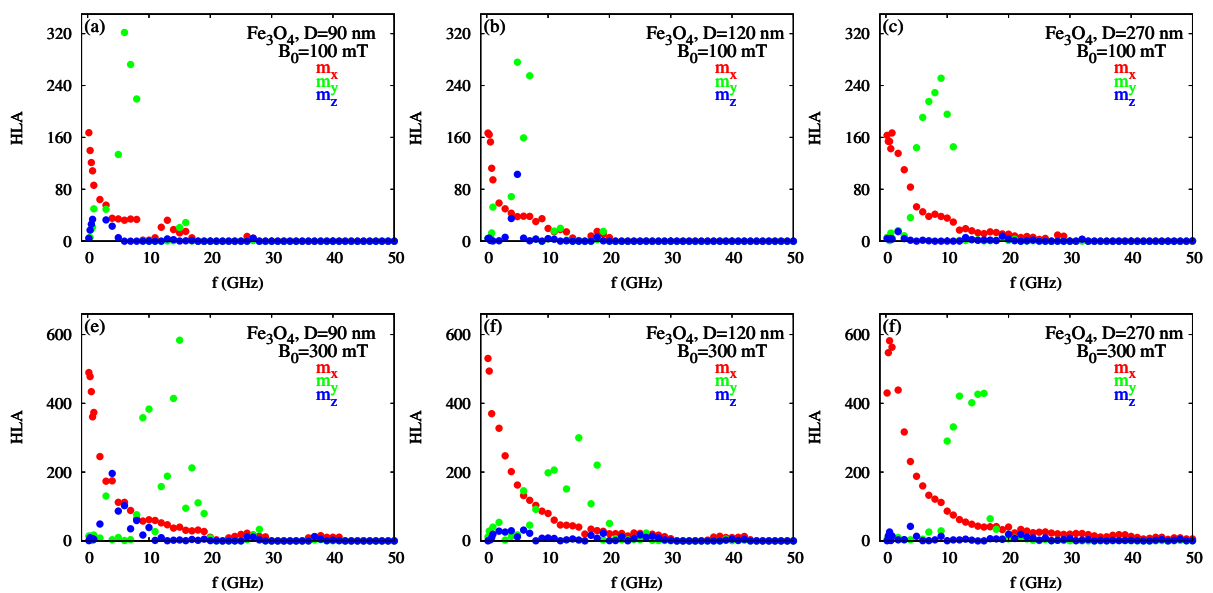 (a)
Fe3O4, D=90 nm
B0=100 mT
mx
my
mz
HLA
320
240
160
80
0
0 10 20 30 40 50
f (GHz)
(b)
Fe3O4, D=120 nm
B0=100 mT
mx
my
mz
HLA
320
240
160
80
0
0 10 20 30 40 50
f (GHz)
(c)
Fe3O4, D=270 nm
B0=100 mT
mx
my
mz
HLA
320
240
160
80
0
0 10 20 30 40 50
f (GHz)
(e)
Fe3O4, D=90 nm
B0=300 mT
mx
my
mz
HLA
600
400
200
0
0 10 20 30 40 50
f (GHz)
(f)
Fe3O4, D=120 nm
B0=300 mT
mx
my
mz
HLA
600
400
200
0
0 10 20 30 40 50
f (GHz)
(f)
Fe3O4, D=270 nm
B0=300 mT
mx
my
mz
HLA
600
400
200
0
0 10 20 30 40 50
f (GHz)